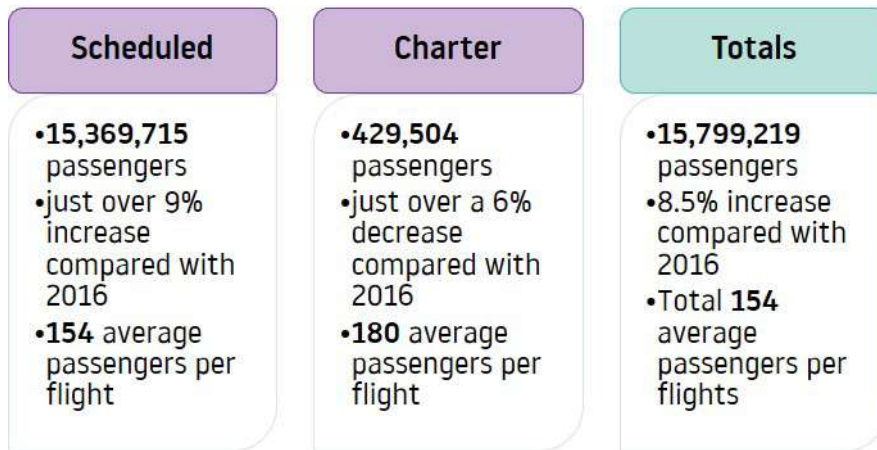 Scheduled
•15,369,715
passengers
•just over 9%
increase
compared with
2016
•154 average
passengers per
flight
Charter
•429,504
passengers
•just over a 6%
decrease
compared with
2016
•180 average
passengers per
flight
Totals
•15,799,219
passengers
•8.5% increase
compared with
2016
•Total 154
average
passengers per
flights